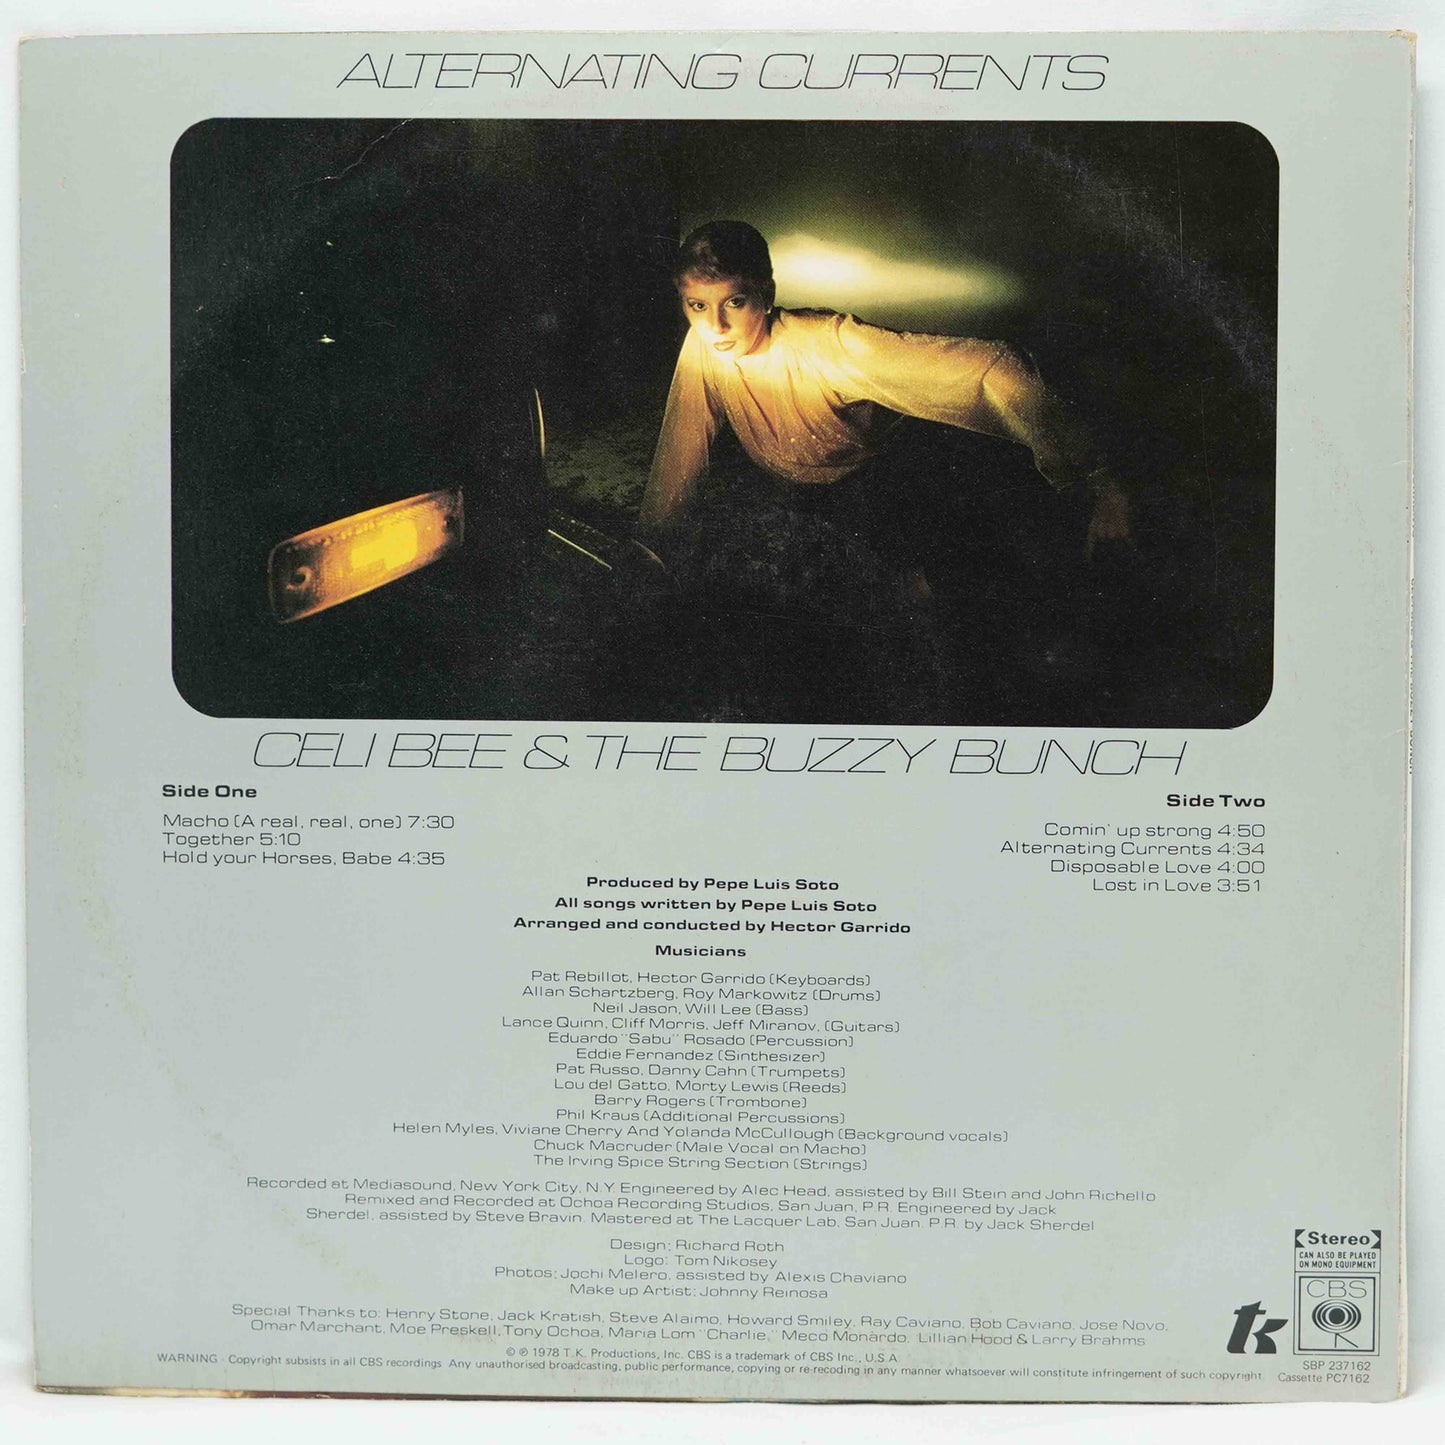 ALTERNATING CURRENTS
CELI BEE & THE BUZZY BUNCH
Side One
Macho (A real, real, one) 7:30
Together 5:10
Hold your Horses, Babe 4:35
Side Two
Comin' up strong 4:50
Alternating Currents 4:34
Disposable Love 4:00
Lost in Love 3:51
Produced by Pepe Luis Soto
All songs written by Pepe Luis Soto
Arranged and conducted by Hector Garrido
Musicians
Pat Rebillot, Hector Garrido (Keyboards)
Allan Schartzberg, Roy Markowitz (Drums)
Neil Jason, Will Lee (Bass)
Lance Quinn, Cliff Morris, Jeff Miranov, (Guitars)
Eduardo "Sabu" Rosado (Percussion)
Eddie Fernandez (Sinthesizer)
Pat Russo, Danny Cahn (Trumpets)
Lou del Gatto, Morty Lewis (Reeds)
Barry Rogers (Trombone)
Phil Kraus (Additional Percussions)
Helen Myles, Viviane Cherry And Yolanda McCullough (Background vocals)
Chuck Macruder (Male Vocal on Macho)
The Irving Spice String Section (Strings)
Recorded at Mediasound, New York City, N.Y. Engineered by Alec Head, assisted by Bill Stein and John Richello
Remixed and Recorded at Ochoa Recording Studios, San Juan, P.R. Engineered by Jack
Sherdel, assisted by Steve Bravin. Mastered at The Lacquer Lab, San Juan, P.R. by Jack Sherdel
Design: Richard Roth
Logo: Tom Nikosey
Photos: Jochi Melero, assisted by Alexis Chaviano
Make up Artist: Johnny Reinosa
Special Thanks to: Henry Stone, Jack Kratish, Steve Alaimo, Howard Smiley, Ray Caviano, Bob Caviano, Jose Novo,
Omar Marchant, Moe Preskell, Tony Ochoa, Maria Lom "Charlie," Meco Monardo, Lillian Hood & Larry Brahms
© ℗ 1978 T.K. Productions, Inc. CBS is a trademark of CBS Inc., U.S.A.
WARNING - Copyright subsists in all CBS recordings Any unauthorised broadcasting, public performance, copying or re-recoding in any manner whatsoever will constitute infringement of such copyright
Stereo
CAN ALSO BE PLAYED
ON MONO EQUIPMENT
CBS
tk
SBP 237162
Cassette PC7162